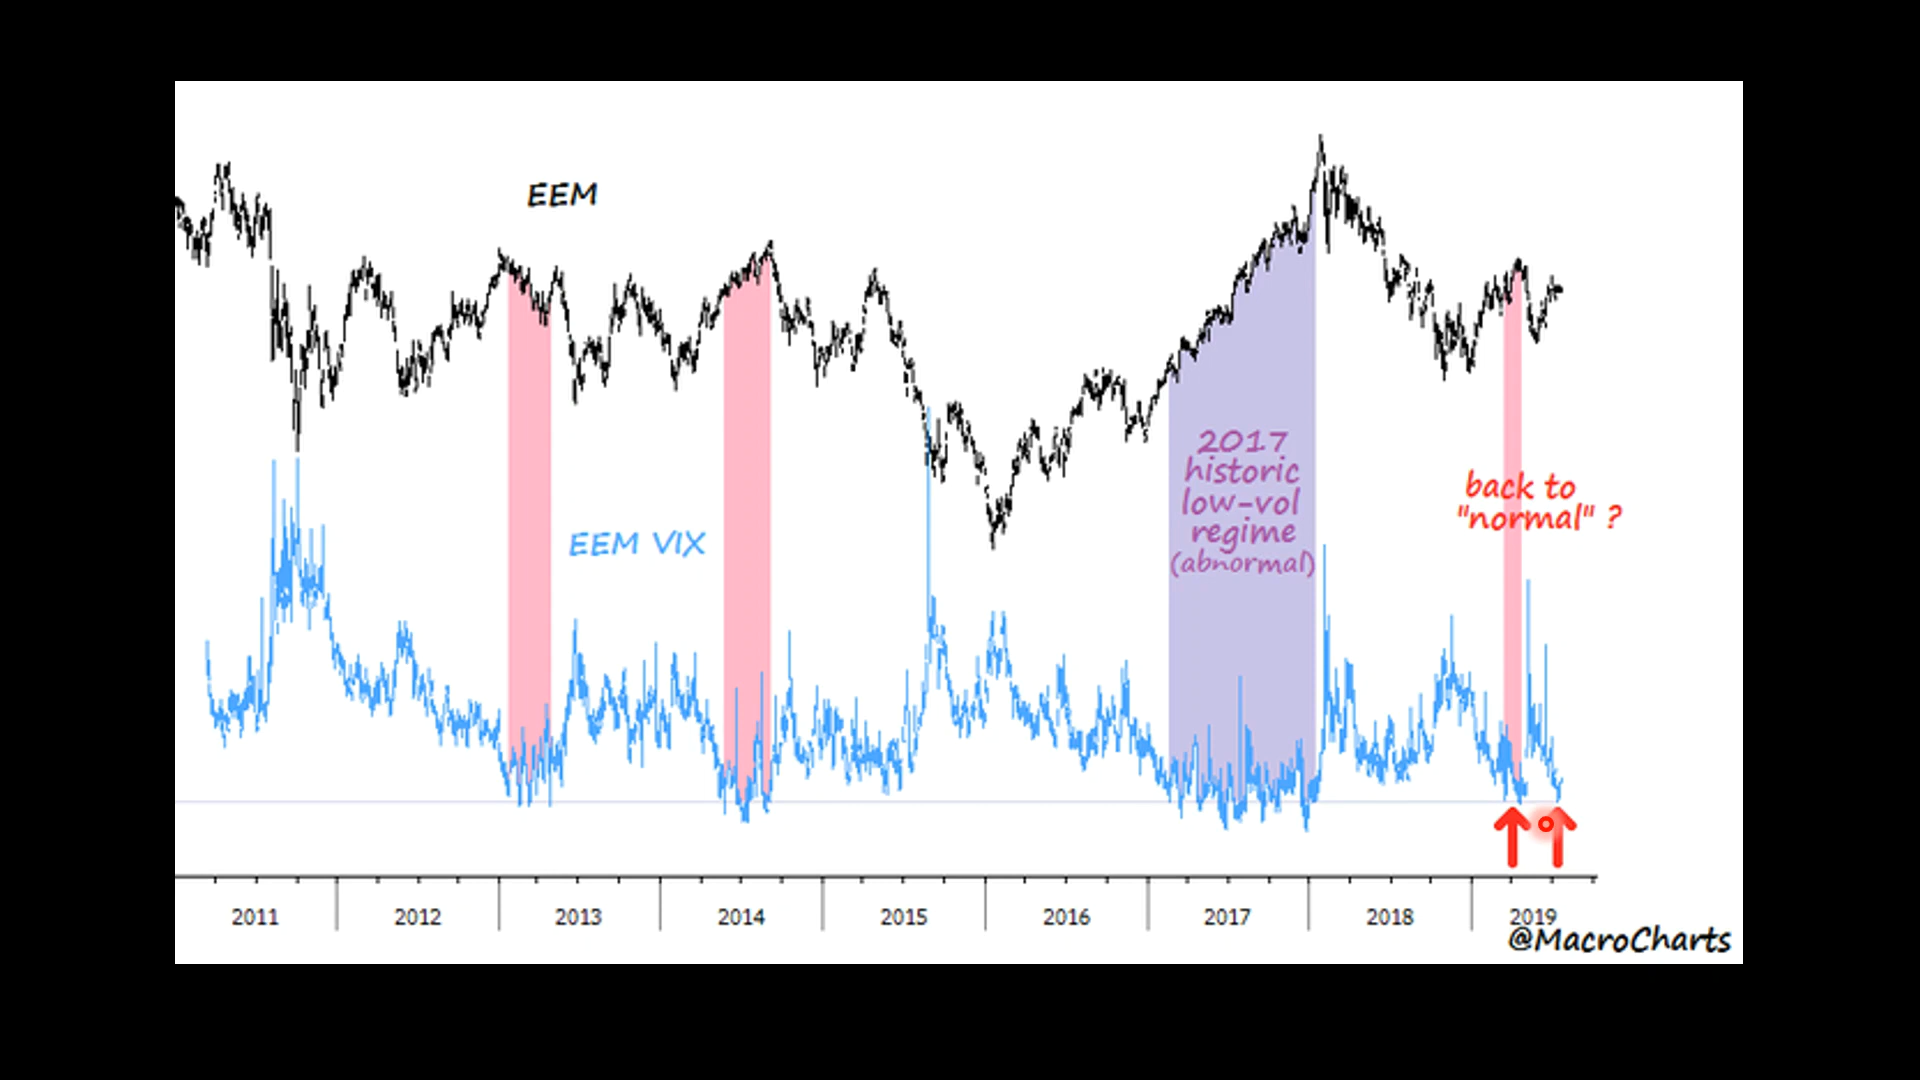 EEM
EEM VIX
2017
historic
low-vol
regime
(abnormal)
back to
"normal" ?
2011 2012 2013 2014 2015 2016 2017 2018 2019
@MacroCharts